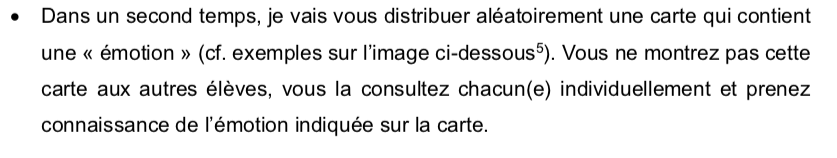 • Dans un second temps, je vais vous distribuer aléatoirement une carte qui contient
une « émotion » (cf. exemples sur l'image ci-dessous⁵). Vous ne montrez pas cette
carte aux autres élèves, vous la consultez chacun(e) individuellement et prenez
connaissance de l'émotion indiquée sur la carte.